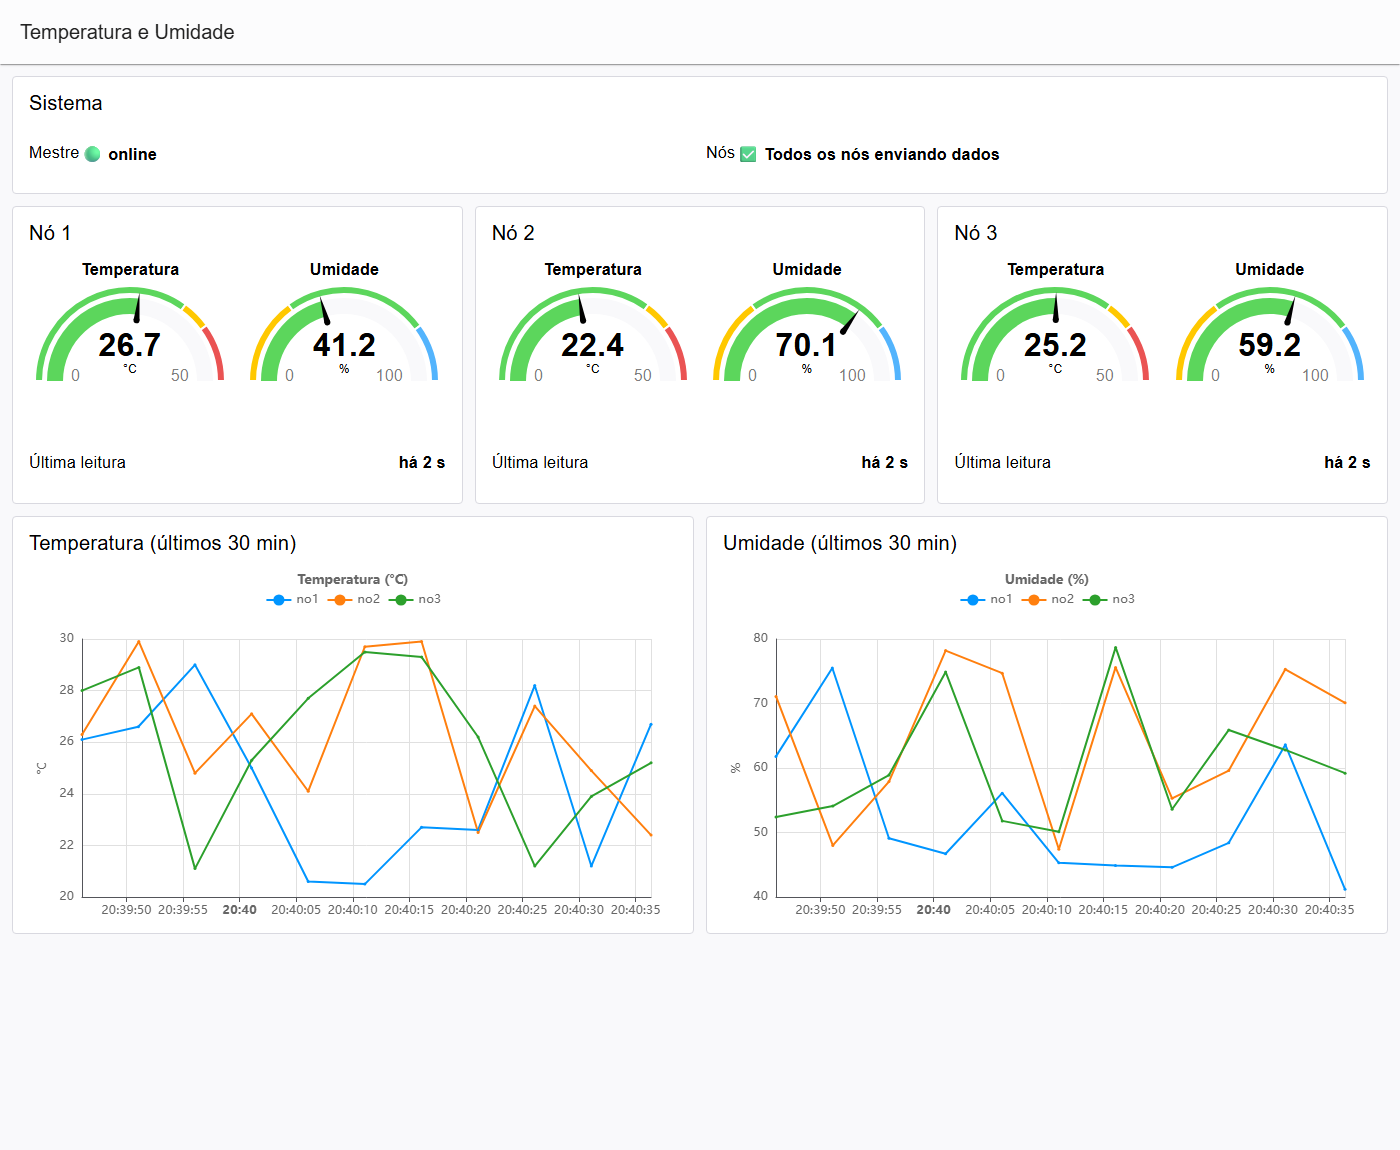 Temperatura e Umidade
Sistema
Mestre online
Nós Todos os nós enviando dados
Nó 1
Temperatura Umidade
26.7 41.2
°C %
0 50 0 100
Última leitura há 2 s
Nó 2
Temperatura Umidade
22.4 70.1
°C %
0 50 0 100
Última leitura há 2 s
Nó 3
Temperatura Umidade
25.2 59.2
°C %
0 50 0 100
Última leitura há 2 s
Temperatura (últimos 30 min)
Temperatura (°C)
no1 no2 no3
30
28
26
°C
24
22
20
20:39:50 20:39:55 20:40 20:40:05 20:40:10 20:40:15 20:40:20 20:40:25 20:40:30 20:40:35
Umidade (últimos 30 min)
Umidade (%)
no1 no2 no3
80
70
60
%
50
40
20:39:50 20:39:55 20:40 20:40:05 20:40:10 20:40:15 20:40:20 20:40:25 20:40:30 20:40:35